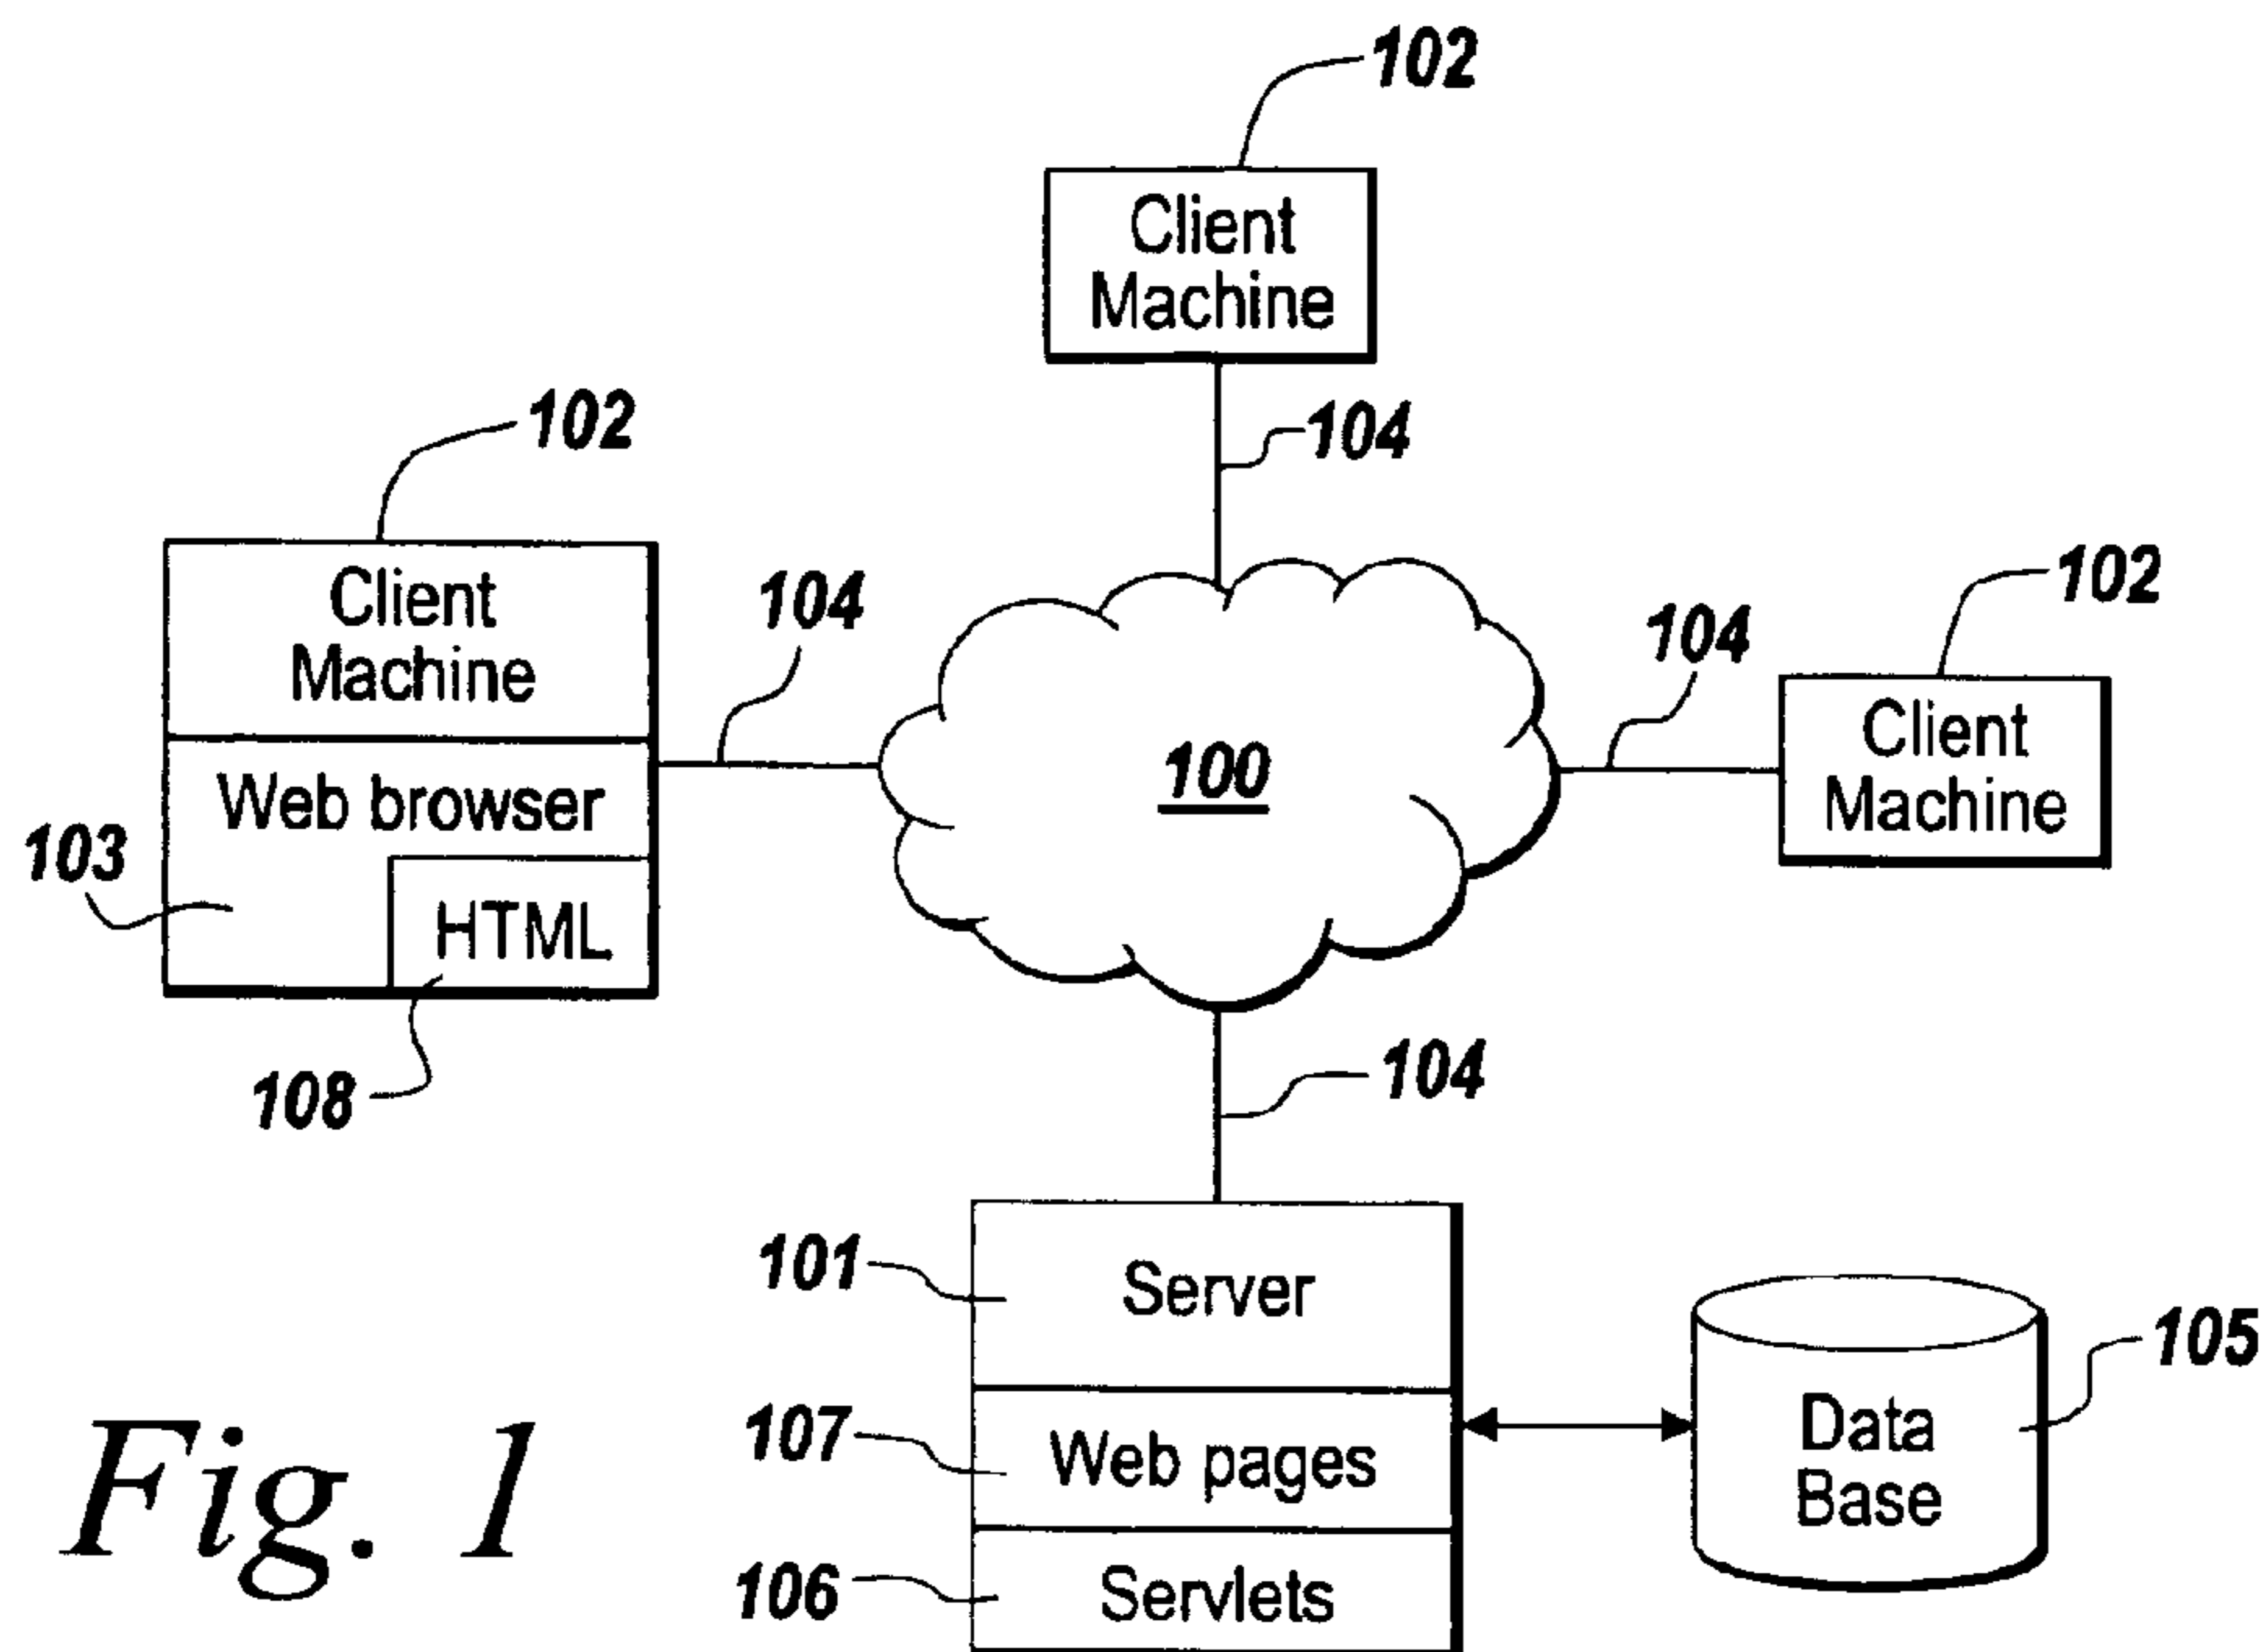 102
Client
Machine
104
102
Client
Machine
104
Web browser
103
HTML
108
100
104
102
Client
Machine
104
101
Server
107
Web pages
106
Servlets
Data
Base
105
Fig. 1